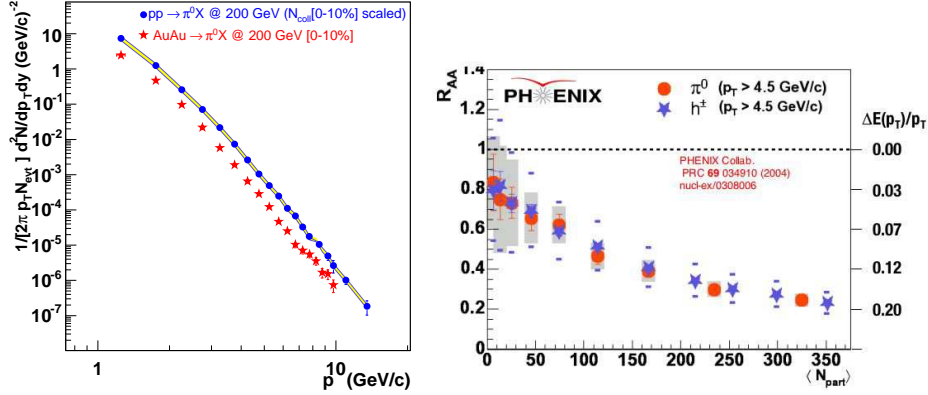 pp → π⁰X @ 200 GeV (N_coll[0-10%] scaled)
AuAu → π⁰X @ 200 GeV [0-10%]
1/[2π p_T N_evt] d²N/dp_T dy (GeV/c)⁻²
10
1
10⁻¹
10⁻²
10⁻³
10⁻⁴
10⁻⁵
10⁻⁶
10⁻⁷
1
10
p (GeV/c)
R_AA
1.4
1.2
1
0.8
0.6
0.4
0.2
0
PHENIX
π⁰ (p_T > 4.5 GeV/c)
h± (p_T > 4.5 GeV/c)
PHENIX Collab.
PRC 69 034910 (2004)
nucl-ex/0308006
ΔE(p_T)/p_T
0.00
0.03
0.07
0.12
0.20
0 50 100 150 200 250 300 350
⟨ N_part⟩